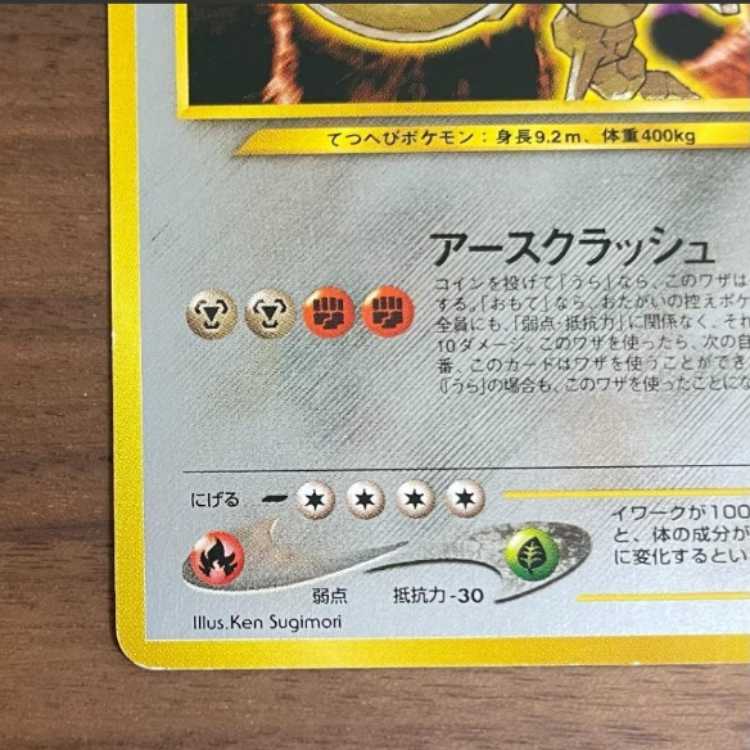 てつへびポケモン：身長9.2m、体重400kg
アースクラッシュ
コインを投げて「うら」なら、このワザは
する。「おもて」なら、おたがいの控えポケ
全員にも、「弱点・抵抗力」に関係なく、それ
10ダメージ。このワザを使ったら、次の自
番、このカードはワザを使うことができ
(「うら」の場合も、このワザを使ったことにな
にげる
イワークが100
と、体の成分が
に変化するとい
弱点 抵抗力 -30
Illus.Ken Sugimori